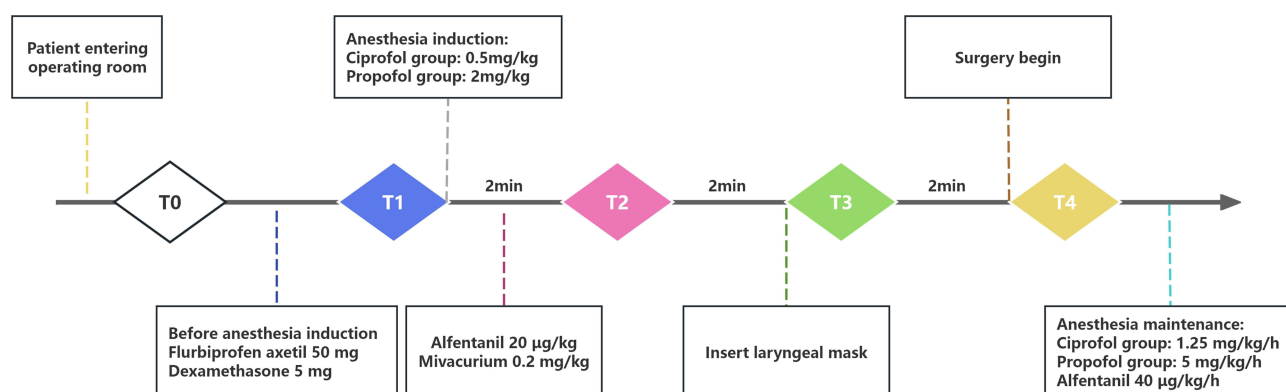 Patient entering
operating room
Anesthesia induction:
Ciprofol group: 0.5mg/kg
Propofol group: 2mg/kg
Surgery begin
T0
T1
2min
T2
2min
T3
2min
T4
Before anesthesia induction
Flurbiprofen axetil 50 mg
Dexamethasone 5 mg
Alfentanil 20 μg/kg
Mivacurium 0.2 mg/kg
Insert laryngeal mask
Anesthesia maintenance:
Ciprofol group: 1.25 mg/kg/h
Propofol group: 5 mg/kg/h
Alfentanil 40 μg/kg/h